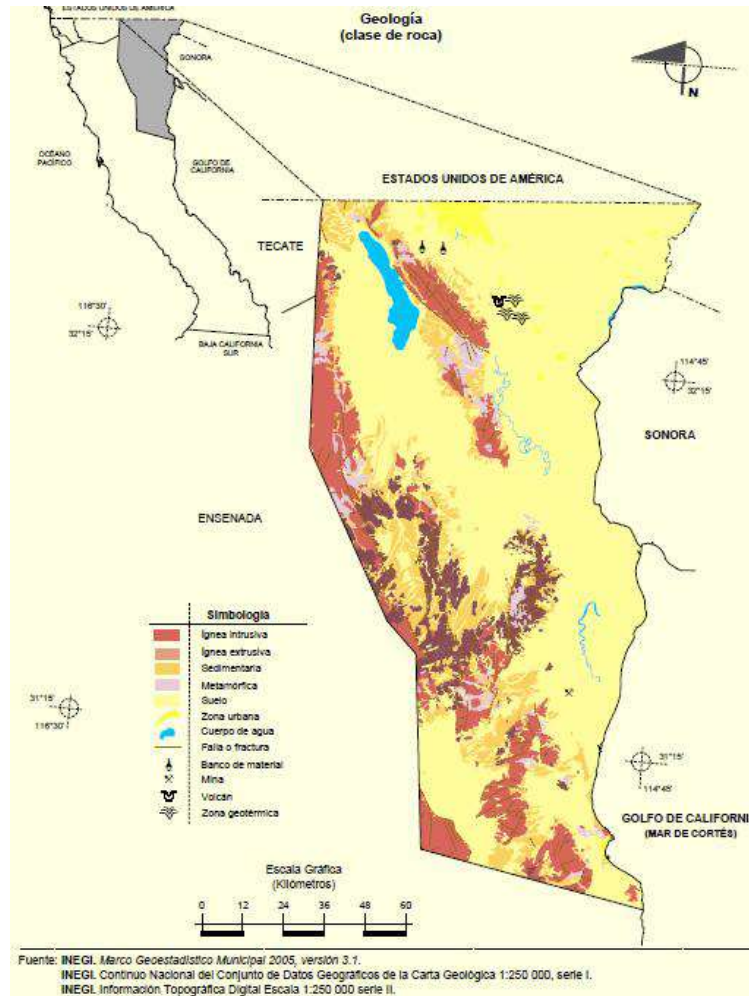 ESTADOS UNIDOS DE AMÉRICA
Geología
(clase de roca)
SONORA
N
OCÉANO
PACÍFICO
GOLFO DE
CALIFORNIA
ESTADOS UNIDOS DE AMÉRICA
TECATE
116°30'
32°15'
BAJA CALIFORNIA
SUR
114°45'
32°15'
SONORA
ENSENADA
Simbología
Ígnea intrusiva
Ígnea extrusiva
Sedimentaria
Metamórfica
Suelo
Zona urbana
Cuerpo de agua
Falla o fractura
Banco de material
Mina
Volcán
Zona geotérmica
31°15'
116°30'
31°15'
114°45'
GOLFO DE CALIFORNI
(MAR DE CORTÉS)
Escala Gráfica
(Kilómetros)
0 12 24 36 48 60
Fuente: INEGI. Marco Geoestadístico Municipal 2005, versión 3.1.
INEGI. Continuo Nacional del Conjunto de Datos Geográficos de la Carta Geológica 1:250 000, serie I.
INEGI. Información Topográfica Digital Escala 1:250 000 serie II.